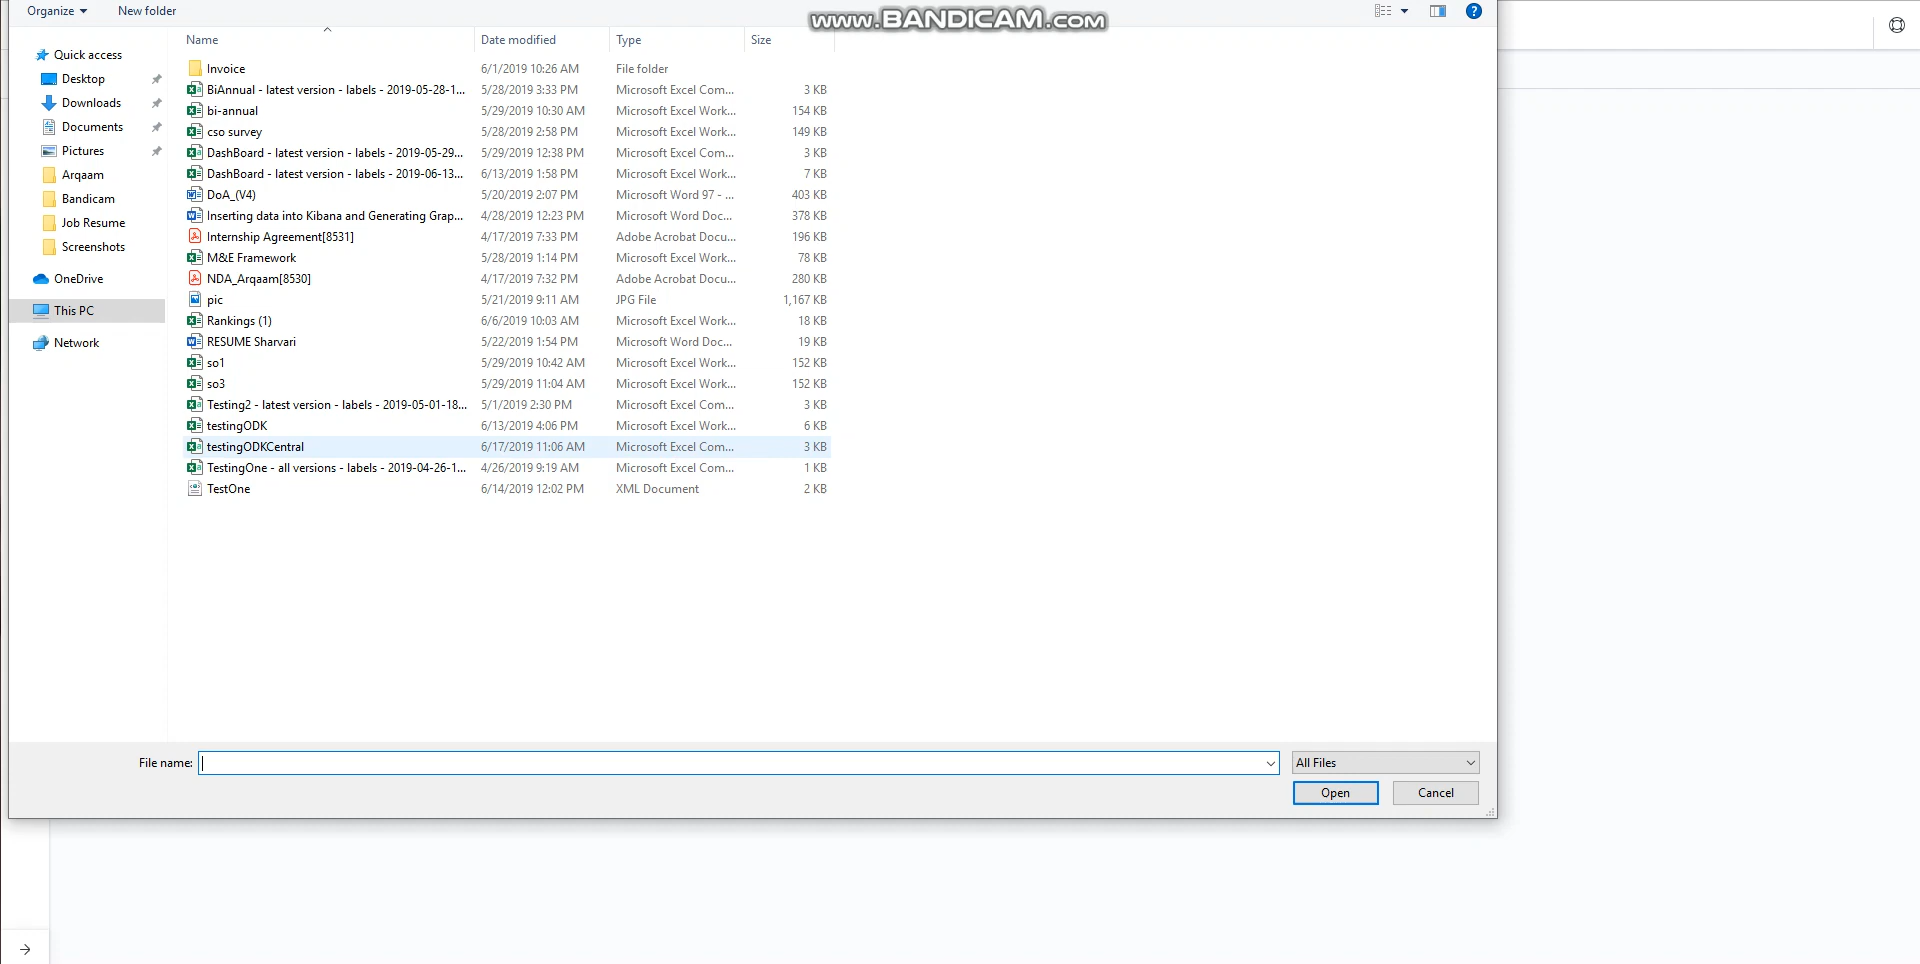 Organize New folder
www.BANDICAM.com
Name Date modified Type Size
Quick access
Desktop
Downloads
Documents
Pictures
Arqaam
Bandicam
Job Resume
Screenshots
OneDrive
This PC
Network
Invoice 6/1/2019 10:26 AM File folder
BiAnnual - latest version - labels - 2019-05-28-1... 5/28/2019 3:33 PM Microsoft Excel Com... 3 KB
bi-annual 5/29/2019 10:30 AM Microsoft Excel Work... 154 KB
cso survey 5/28/2019 2:58 PM Microsoft Excel Work... 149 KB
DashBoard - latest version - labels - 2019-05-29... 5/29/2019 12:38 PM Microsoft Excel Com... 3 KB
DashBoard - latest version - labels - 2019-06-13... 6/13/2019 1:58 PM Microsoft Excel Work... 7 KB
DoA_(V4) 5/20/2019 2:07 PM Microsoft Word 97 - ... 403 KB
Inserting data into Kibana and Generating Grap... 4/28/2019 12:23 PM Microsoft Word Doc... 378 KB
Internship Agreement[8531] 4/17/2019 7:33 PM Adobe Acrobat Docu... 196 KB
M&E Framework 5/28/2019 1:14 PM Microsoft Excel Work... 78 KB
NDA_Arqaam[8530] 4/17/2019 7:32 PM Adobe Acrobat Docu... 280 KB
pic 5/21/2019 9:11 AM JPG File 1,167 KB
Rankings (1) 6/6/2019 10:03 AM Microsoft Excel Work... 18 KB
RESUME Sharvari 5/22/2019 1:54 PM Microsoft Word Doc... 19 KB
so1 5/29/2019 10:42 AM Microsoft Excel Work... 152 KB
so3 5/29/2019 11:04 AM Microsoft Excel Work... 152 KB
Testing2 - latest version - labels - 2019-05-01-18... 5/1/2019 2:30 PM Microsoft Excel Com... 3 KB
testingODK 6/13/2019 4:06 PM Microsoft Excel Work... 6 KB
testingODKCentral 6/17/2019 11:06 AM Microsoft Excel Com... 3 KB
TestingOne - all versions - labels - 2019-04-26-1... 4/26/2019 9:19 AM Microsoft Excel Com... 1 KB
TestOne 6/14/2019 12:02 PM XML Document 2 KB
File name: All Files
Open Cancel